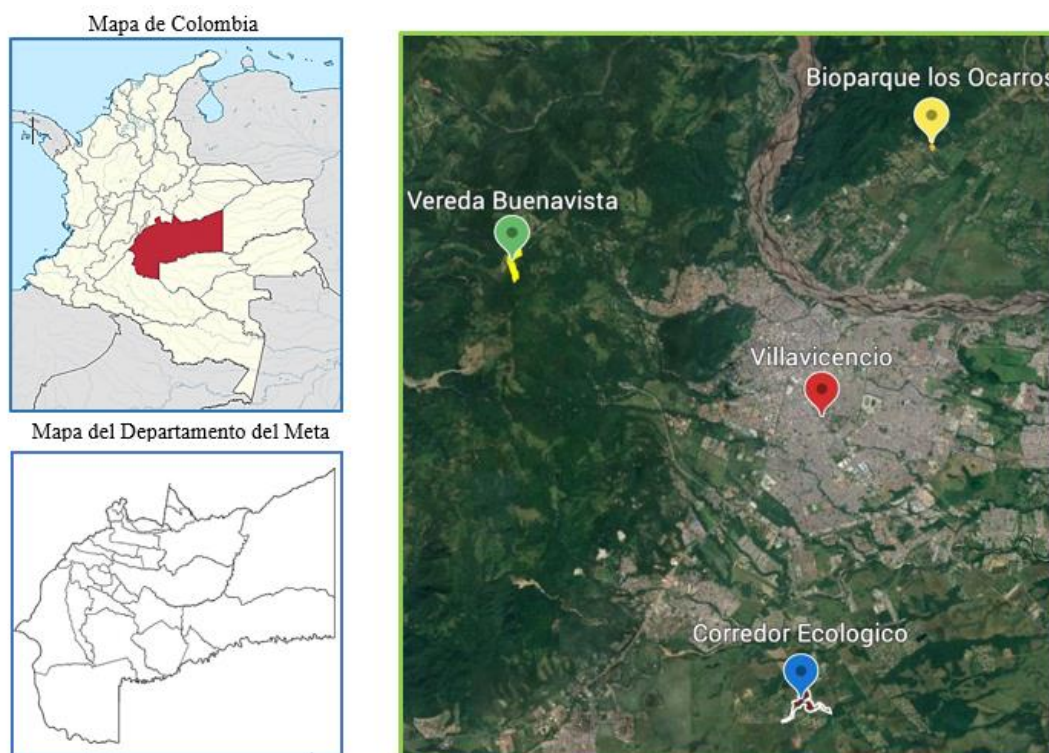 Mapa de Colombia
Mapa del Departamento del Meta
Bioparque los Ocarros
Vereda Buenavista
Villavicencio
Corredor Ecologico